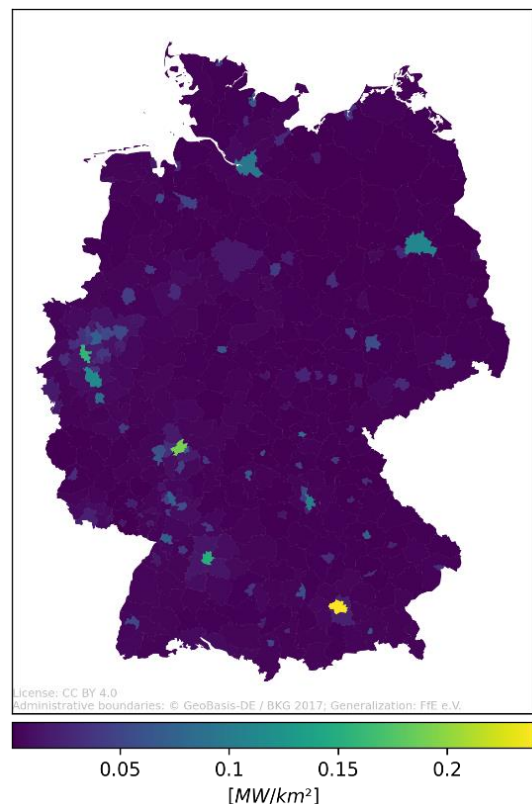 License: CC BY 4.0
Administrative boundaries: © GeoBasis-DE / BKG 2017; Generalization: FfE e.V.
0.05 0.1 0.15 0.2
[MW/km²]